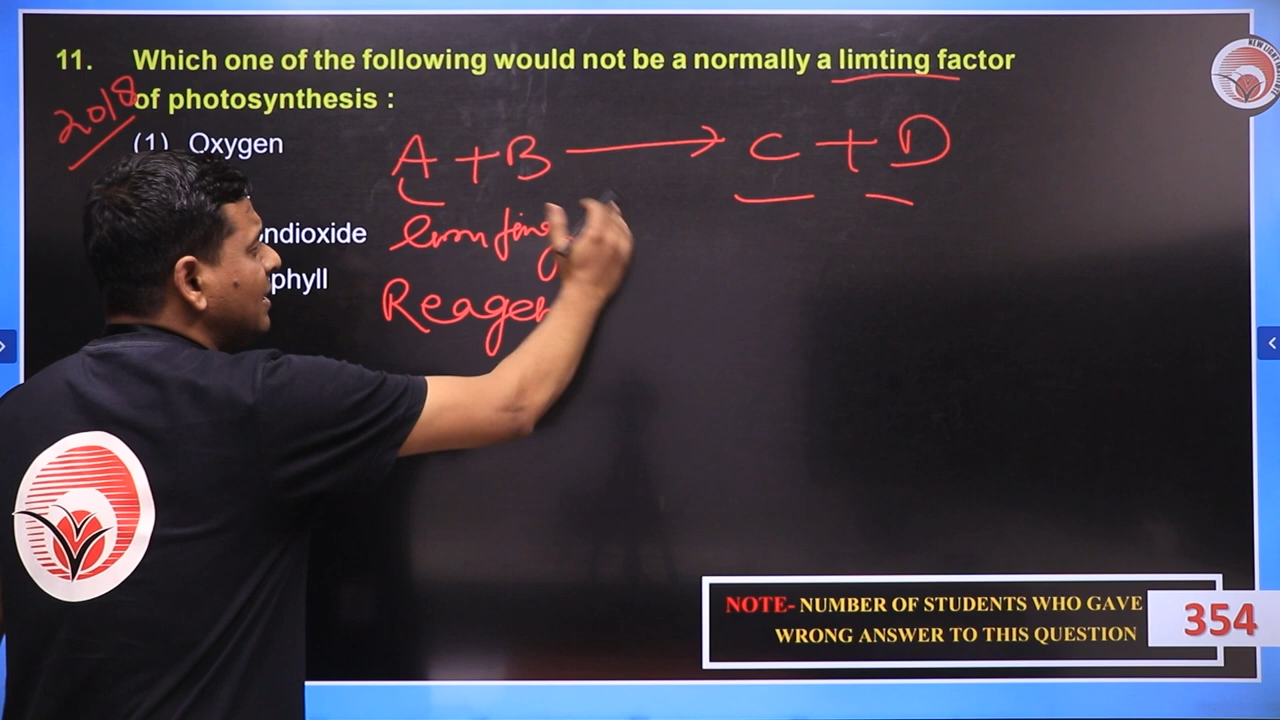 11. Which one of the following would not be a normally a limting factor
of photosynthesis :
2018
(1) Oxygen
A + B → C + D
ndioxide
phyll
Reagen
NOTE- NUMBER OF STUDENTS WHO GAVE
WRONG ANSWER TO THIS QUESTION
354